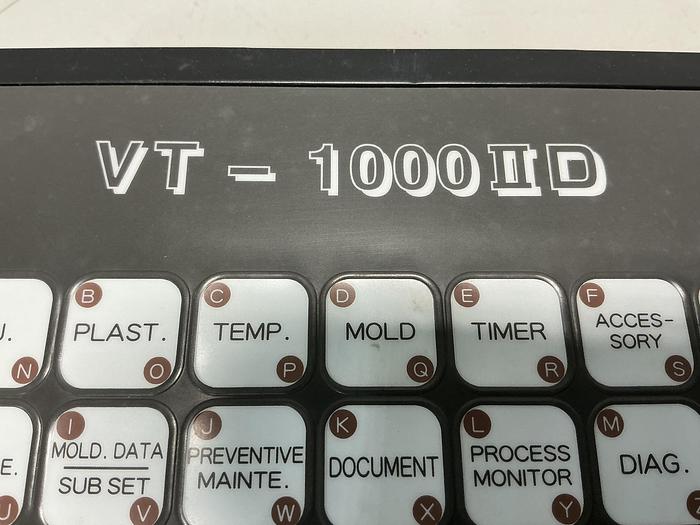 VT - 1000ⅡD
B
C
D
E
F
J.
PLAST.
TEMP.
MOLD
TIMER
ACCES-
SORY
N
O
P
Q
R
S
I
J
K
L
M
E.
MOLD. DATA
SUB SET
PREVENTIVE
MAINTE.
DOCUMENT
PROCESS
MONITOR
DIAG.
U
V
W
X
Y